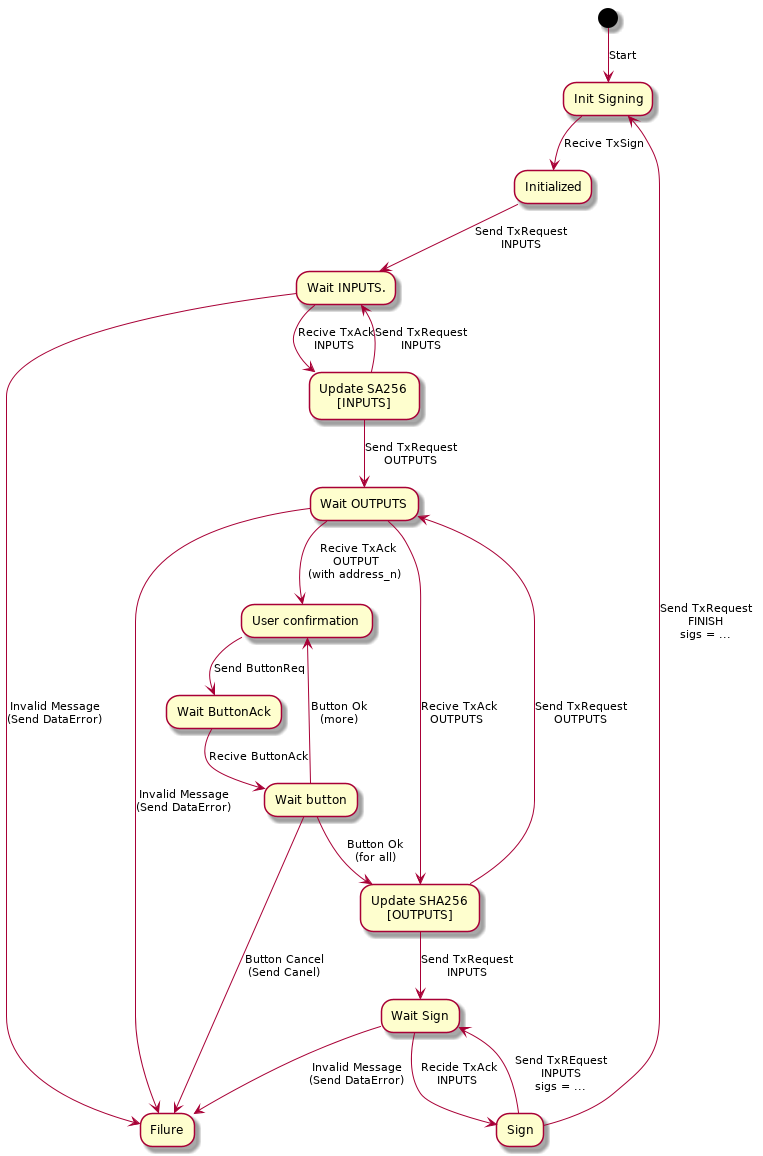 Start
Init Signing
Recive TxSign
Initialized
Send TxRequest
INPUTS
Wait INPUTS.
Recive TxAck
INPUTS
Send TxRequest
INPUTS
Update SA256
[INPUTS]
Send TxRequest
OUTPUTS
Wait OUTPUTS
Recive TxAck
OUTPUT
(with address_n)
User confirmation
Send TxRequest
FINISH
sigs = ...
Send ButtonReq
Invalid Message
(Send DataError)
Wait ButtonAck
Button Ok
(more)
Recive TxAck
OUTPUTS
Send TxRequest
OUTPUTS
Recive ButtonAck
Invalid Message
(Send DataError)
Wait button
Button Ok
(for all)
Update SHA256
[OUTPUTS]
Button Cancel
(Send Canel)
Send TxRequest
INPUTS
Wait Sign
Invalid Message
(Send DataError)
Recide TxAck
INPUTS
Send TxREquest
INPUTS
sigs = ...
Filure
Sign